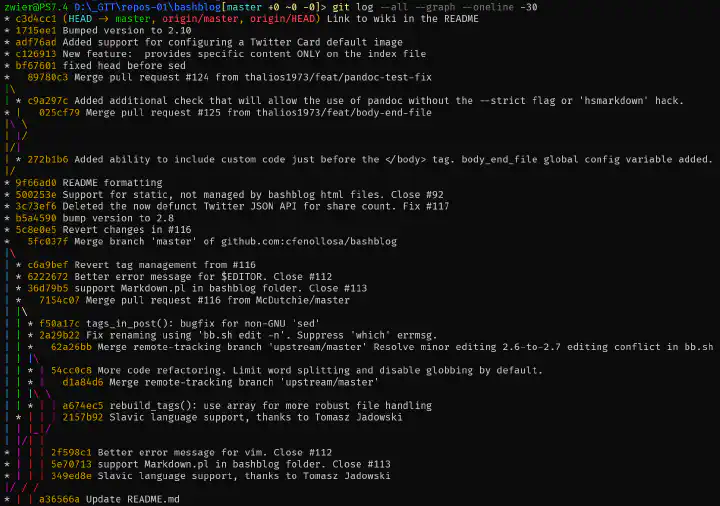 zwier@PS7.4 D:\_GIT\repos-01\bashblog[master ≠0 ~0 -0]> git log --all --graph --oneline -30
* c3d4cc1 (HEAD -> master, origin/master, origin/HEAD) Link to wiki in the README
* 1715ee1 Bumped version to 2.10
* adf76ad Added support for configuring a Twitter Card default image
* c126913 New feature:  provides specific content ONLY on the index file
* bf67601 fixed head before sed
*   89780c3 Merge pull request #124 from thalios1973/feat/pandoc-test-fix
|\
| * c9a297c Added additional check that will allow the use of pandoc without the --strict flag or 'hsmarkdown' hack.
* |   025cf79 Merge pull request #125 from thalios1973/feat/body-end-file
|\ \
| |/
|/|
| * 272b1b6 Added ability to include custom code just before the </body> tag. body_end_file global config variable added.
|/
* 9f66ad0 README formatting
* 500253e Support for static, not managed by bashblog html files. Close #92
* 3c73ef6 Deleted the now defunct Twitter JSON API for share count. Fix #117
* b5a4590 bump version to 2.8
* 5c8e0e5 Revert changes in #116
*   5fc037f Merge branch 'master' of github.com:cfenollosa/bashblog
|\
| * c6a9bef Revert tag management from #116
* | 6222672 Better error message for $EDITOR. Close #112
* | 36d79b5 support Markdown.pl in bashblog folder. Close #113
* |   7154c07 Merge pull request #116 from McDutchie/master
| |\
| | * f50a17c tags_in_post(): bugfix for non-GNU 'sed'
| | * 2a29b22 Fix renaming using 'bb.sh edit -n'. Suppress 'which' errmsg.
| | *   62a26bb Merge remote-tracking branch 'upstream/master' Resolve minor editing 2.6-to-2.7 editing conflict in bb.sh
| | |\
| | * | 54cc0c8 More code refactoring. Limit word splitting and disable globbing by default.
| | * |   d1a84d6 Merge remote-tracking branch 'upstream/master'
| | |\ \
| | * | | a674ec5 rebuild_tags(): use array for more robust file handling
| * | | | 2157b92 Slavic language support, thanks to Tomasz Jadowski
| | |_|/
| |/| |
* | | | 2f598c1 Better error message for vim. Close #112
* | | | 5e70713 support Markdown.pl in bashblog folder. Close #113
* | | | 349ed8e Slavic language support, thanks to Tomasz Jadowski
|/ / /
* | | a36566a Update README.md